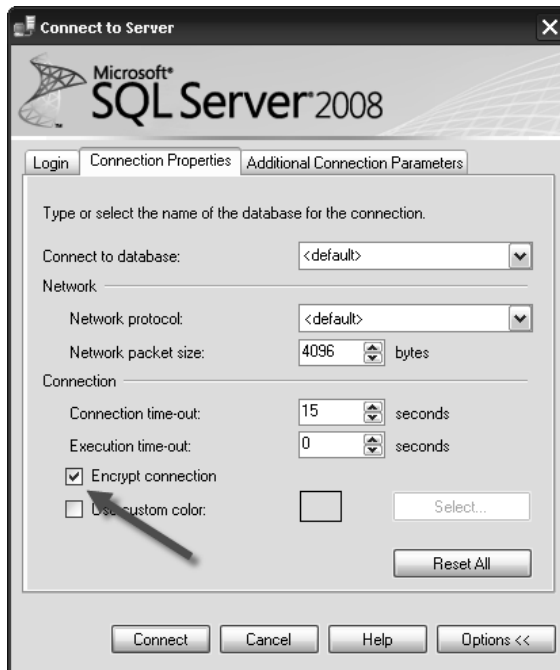 Connect to Server
Microsoft®
SQL Server® 2008
Login Connection Properties Additional Connection Parameters
Type or select the name of the database for the connection.
Connect to database: <default>
Network
Network protocol: <default>
Network packet size: 4096 bytes
Connection
Connection time-out: 15 seconds
Execution time-out: 0 seconds
Encrypt connection
Use custom color: Select...
Reset All
Connect Cancel Help Options <<